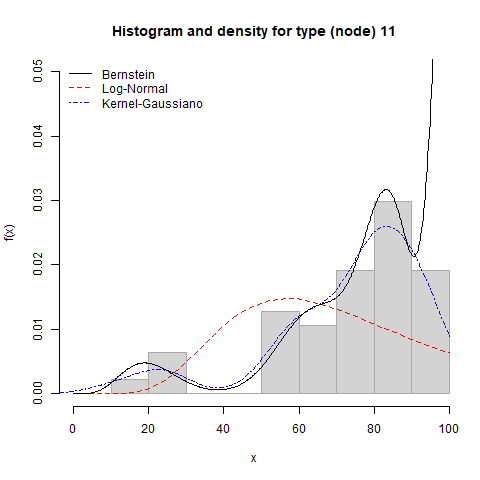 Histogram and density for type (node) 11
Bernstein
Log-Normal
Kernel-Gaussiano
f(x)
0.05
0.04
0.03
0.02
0.01
0.00
0 20 40 60 80 100
x